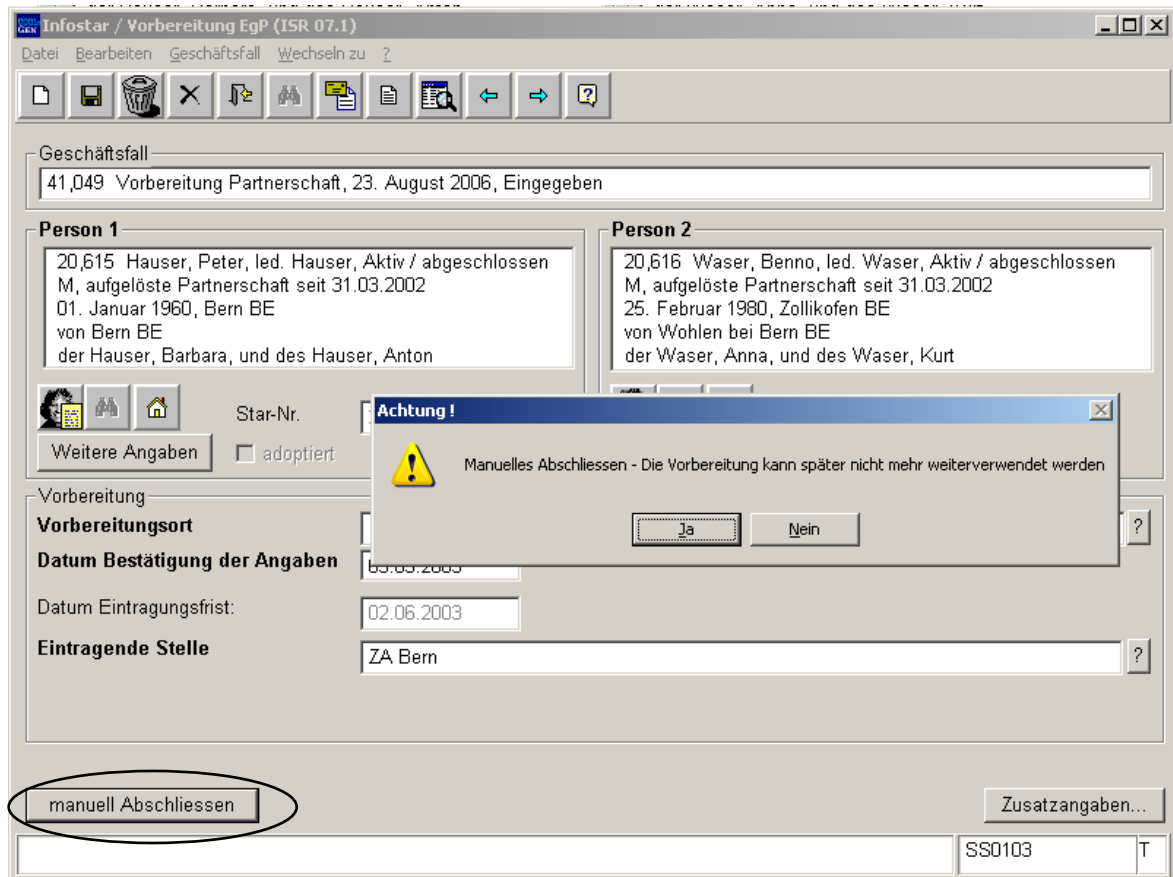 Infostar / Vorbereitung EgP (ISR 07.1)
Datei Bearbeiten Geschäftsfall Wechseln zu ?
Geschäftsfall
41,049 Vorbereitung Partnerschaft, 23. August 2006, Eingegeben
Person 1
20,615 Hauser, Peter, led. Hauser, Aktiv / abgeschlossen
M, aufgelöste Partnerschaft seit 31.03.2002
01. Januar 1960, Bern BE
von Bern BE
der Hauser, Barbara, und des Hauser, Anton
Person 2
20,616 Waser, Benno, led. Waser, Aktiv / abgeschlossen
M, aufgelöste Partnerschaft seit 31.03.2002
25. Februar 1980, Zollikofen BE
von Wohlen bei Bern BE
der Waser, Anna, und des Waser, Kurt
Star-Nr.
Weitere Angaben
adoptiert
Achtung !
Manuelles Abschliessen - Die Vorbereitung kann später nicht mehr weiterverwendet werden
Ja Nein
Vorbereitung
Vorbereitungsort
?
Datum Bestätigung der Angaben
Datum Eintragungsfrist:
02.06.2003
Eintragende Stelle
ZA Bern
?
manuell Abschliessen
Zusatzangaben...
SS0103
T